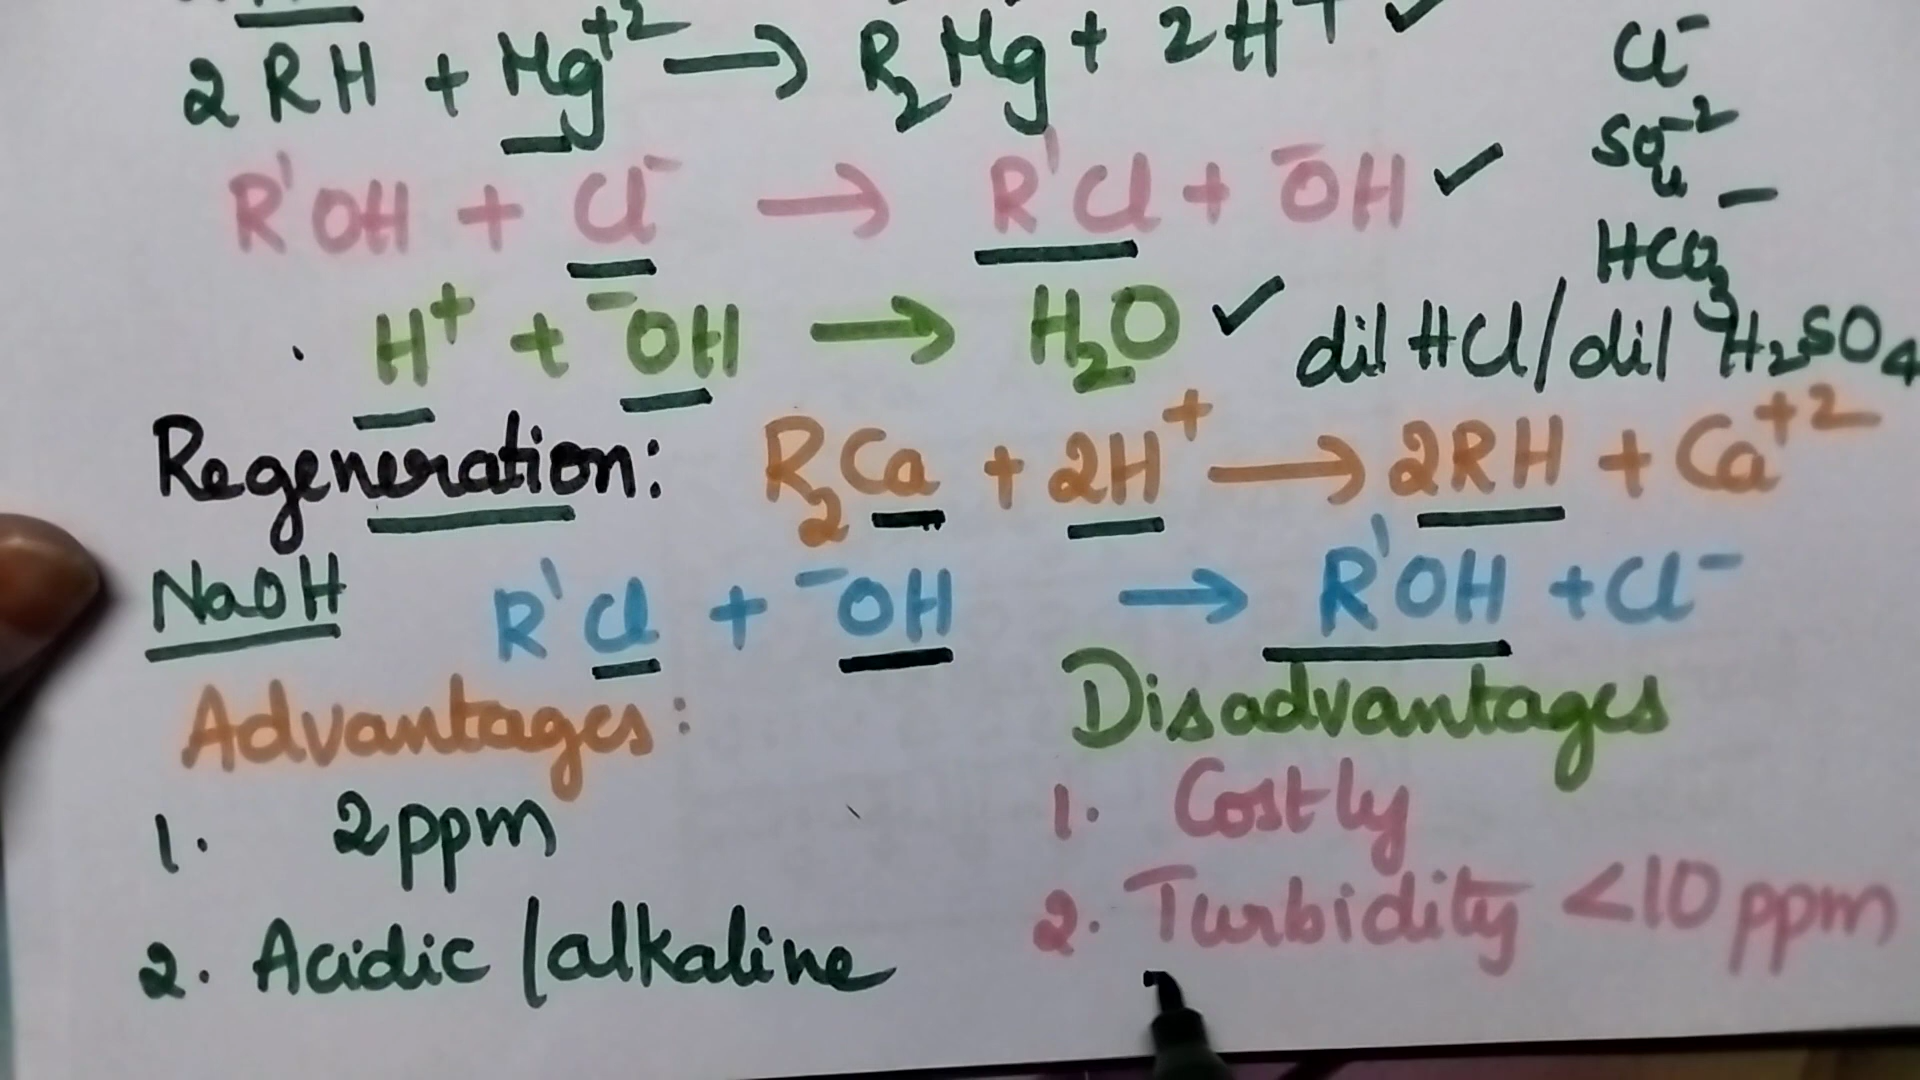 2RH + Mg⁺² → R₂Mg + 2H⁺ ✓
Cl⁻
SO₄⁻²
HCO₃⁻
R'OH + Cl⁻ → R'Cl + ⁻OH ✓
H⁺ + ⁻OH → H₂O ✓
dil HCl/dil H₂SO₄
Regeneration: R₂Ca + 2H⁺ → 2RH + Ca⁺²
NaOH R'Cl + ⁻OH → R'OH + Cl⁻
Advantages:
1. 2ppm
2. Acidic/alkaline
Disadvantages
1. Costly
2. Turbidity <10 ppm